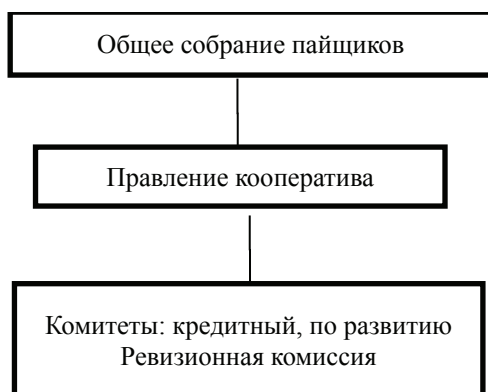 Общее собрание пайщиков
Правление кооператива
Комитеты: кредитный, по развитию
Ревизионная комиссия